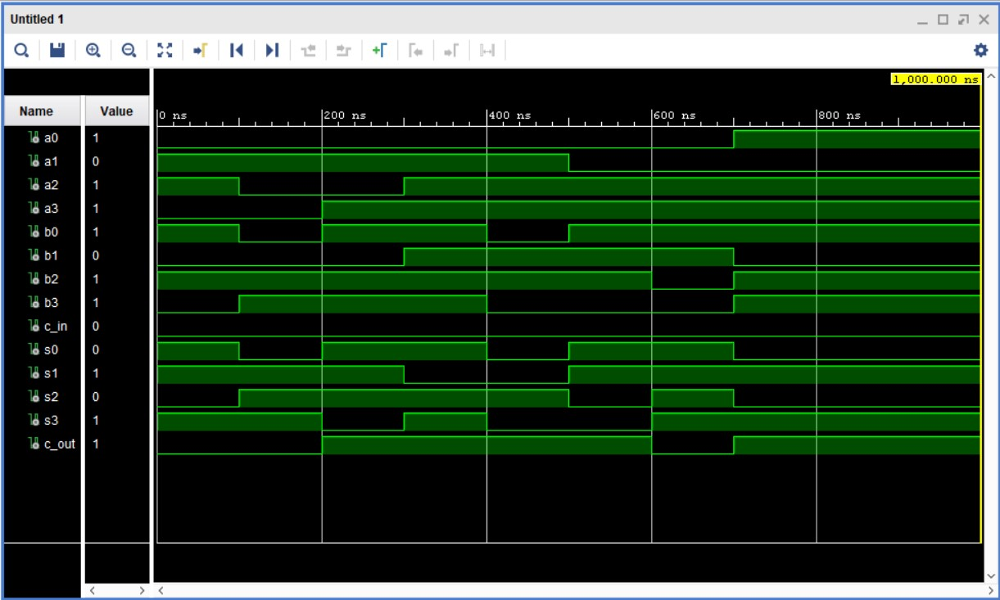 Untitled 1
1,000.000 ns
Name Value 0 ns 200 ns 400 ns 600 ns 800 ns
a0 1
a1 0
a2 1
a3 1
b0 1
b1 0
b2 1
b3 1
c_in 0
s0 0
s1 1
s2 0
s3 1
c_out 1